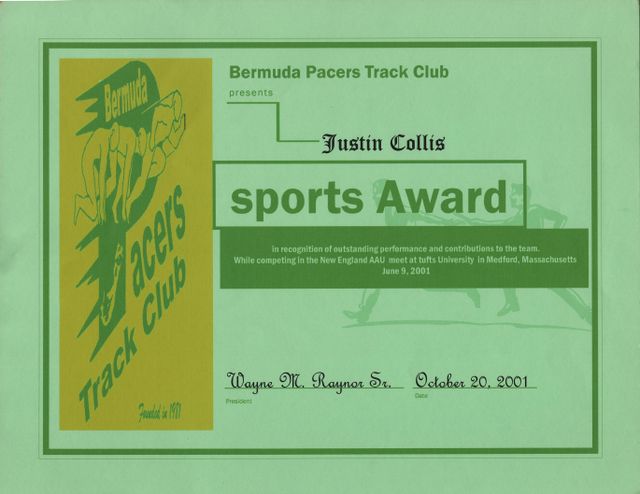 Bermuda
Pacers
Track Club
Founded in 1981
Bermuda Pacers Track Club
presents
Justin Collis
sports Award
in recognition of outstanding performance and contributions to the team.
While competing in the New England AAU meet at tufts University in Medford, Massachusetts
June 9, 2001
Wayne M. Raynor Sr. October 20, 2001
President Date